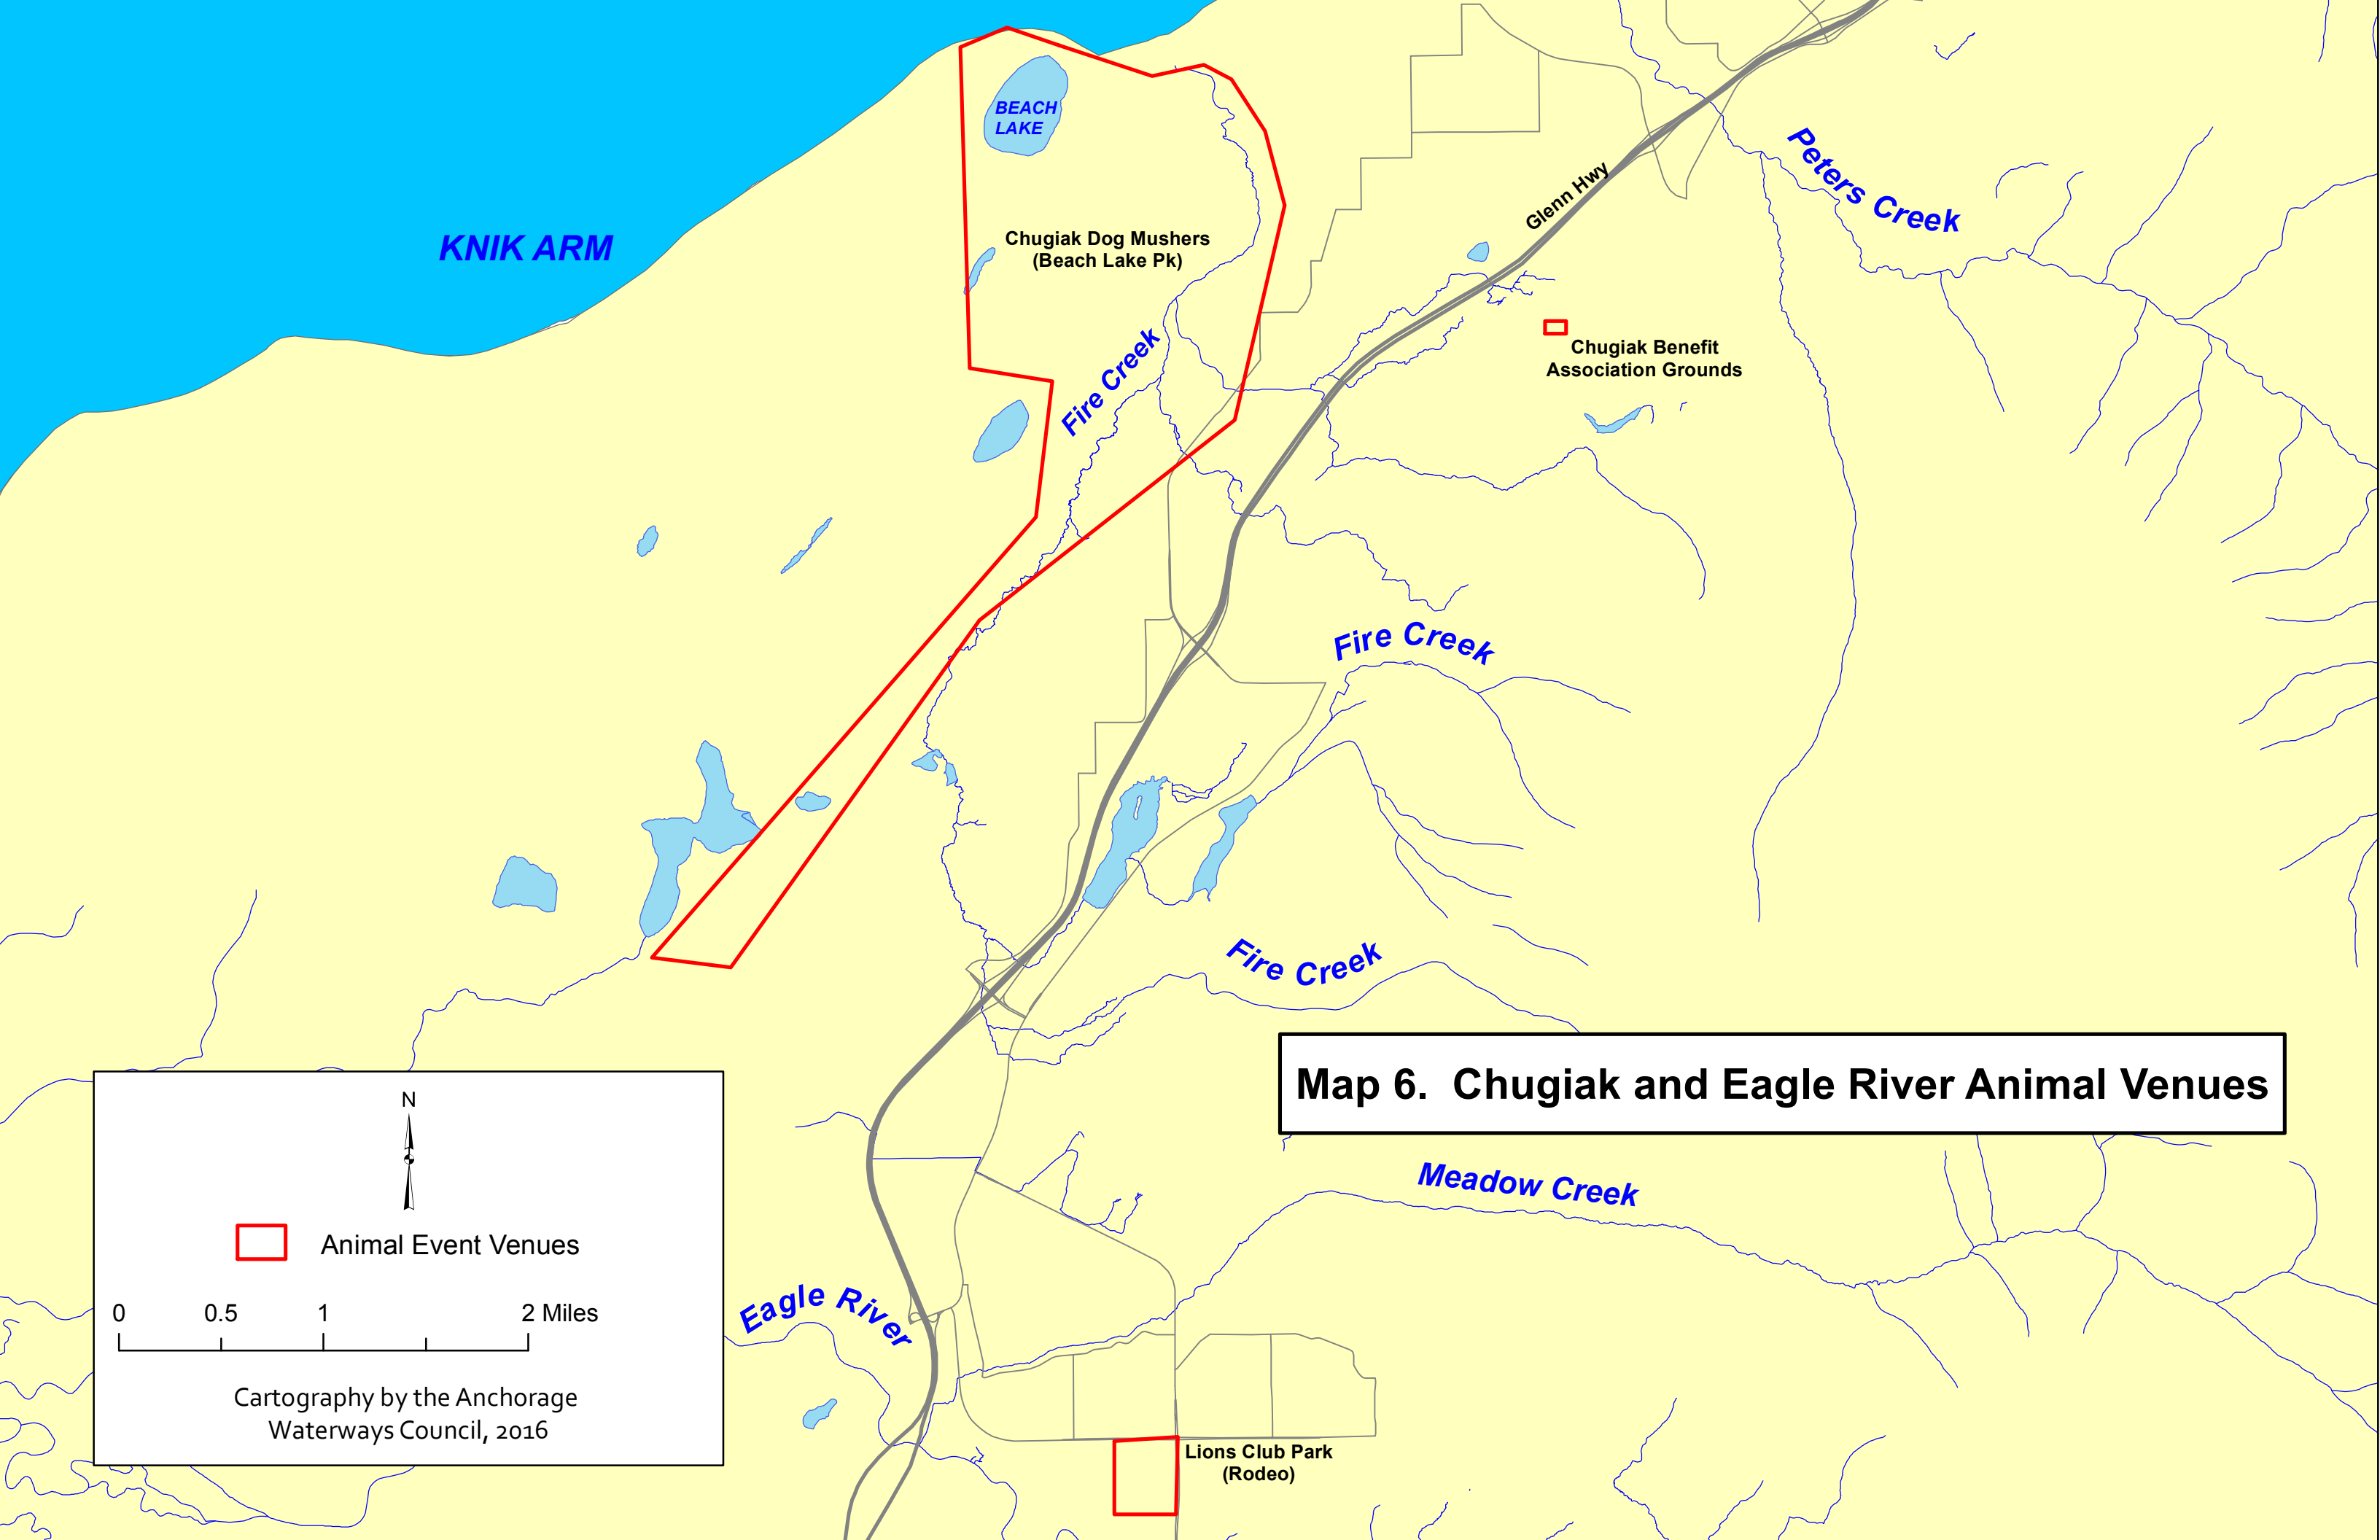 BEACH
LAKE
Peters Creek
Glenn Hwy
KNIK ARM
Chugiak Dog Mushers
(Beach Lake Pk)
Fire Creek
Chugiak Benefit
Association Grounds
Fire Creek
Fire Creek
Map 6. Chugiak and Eagle River Animal Venues
N
Animal Event Venues
0 0.5 1 2 Miles
Cartography by the Anchorage
Waterways Council, 2016
Meadow Creek
Eagle River
Lions Club Park
(Rodeo)